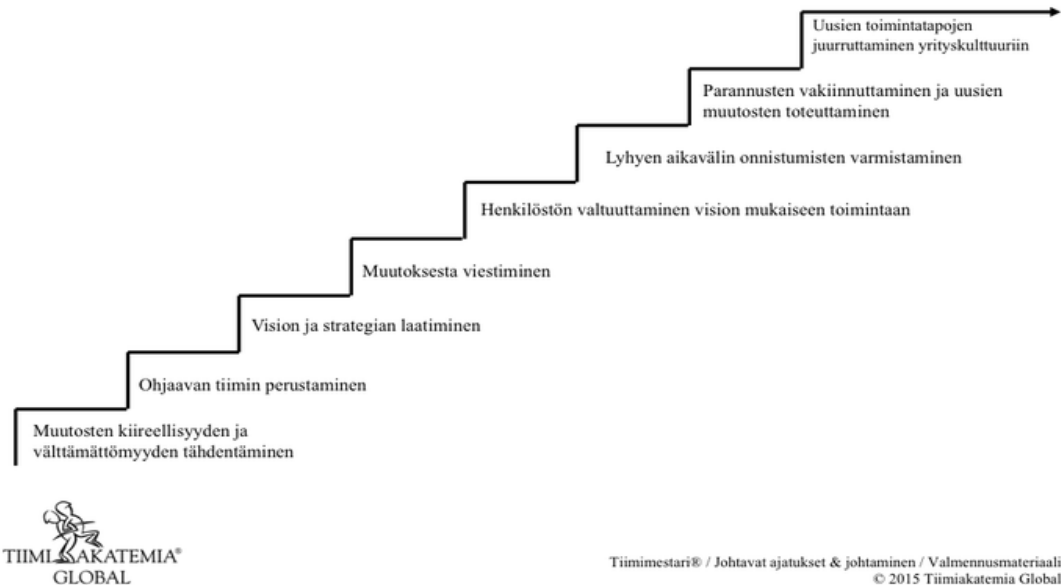 Uusien toimintatapojen
juurruttaminen yrityskulttuuriin
Parannusten vakiinnuttaminen ja uusien
muutosten toteuttaminen
Lyhyen aikavälin onnistumisten varmistaminen
Henkilöstön valtuuttaminen vision mukaiseen toimintaan
Muutoksesta viestiminen
Vision ja strategian laatiminen
Ohjaavan tiimin perustaminen
Muutosten kiireellisyyden ja
välttämättömyyden tähdentäminen
TIIMIAKATEMIA®
GLOBAL
Tiimimestari® / Johtavat ajatukset & johtaminen / Valmennusmateriaali
© 2015 Tiimiakatemia Global